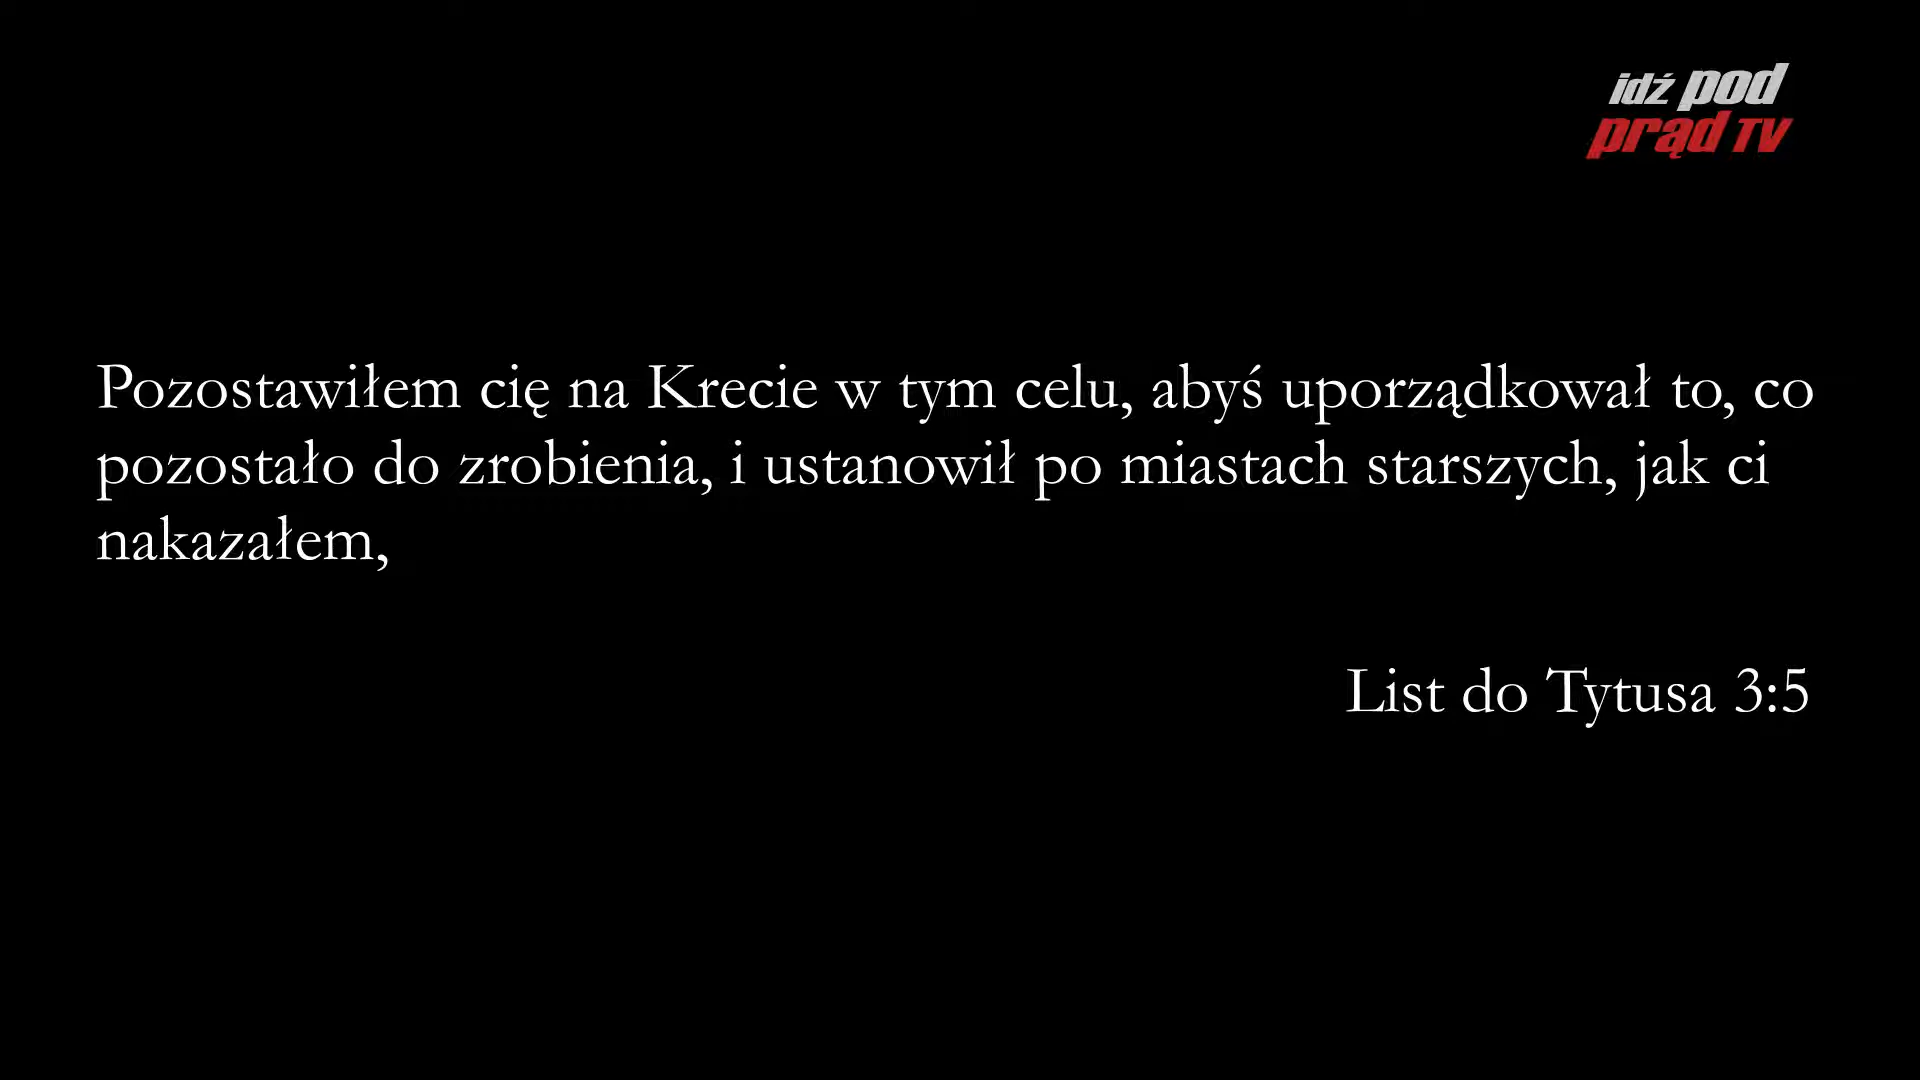 idź pod
prąd TV
Pozostawiłem cię na Krecie w tym celu, abyś uporządkował to, co
pozostało do zrobienia, i ustanowił po miastach starszych, jak ci
nakazałem,
List do Tytusa 3:5